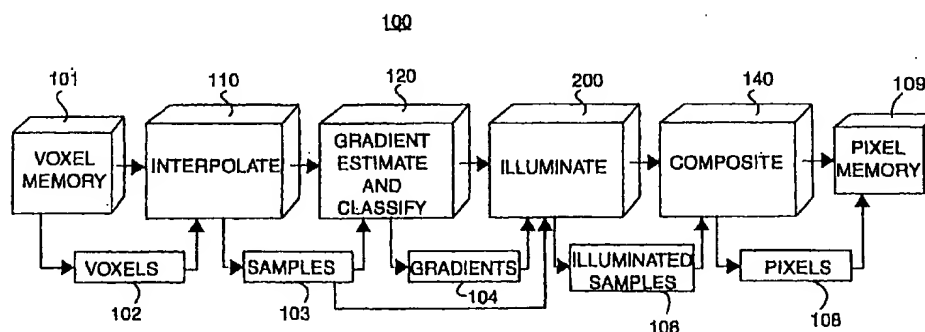 100
101
110
120
200
140
109
VOXEL
MEMORY
INTERPOLATE
GRADIENT
ESTIMATE
AND
CLASSIFY
ILLUMINATE
COMPOSITE
PIXEL
MEMORY
VOXELS
SAMPLES
GRADIENTS
ILLUMINATED
SAMPLES
PIXELS
102
103
104
106
108